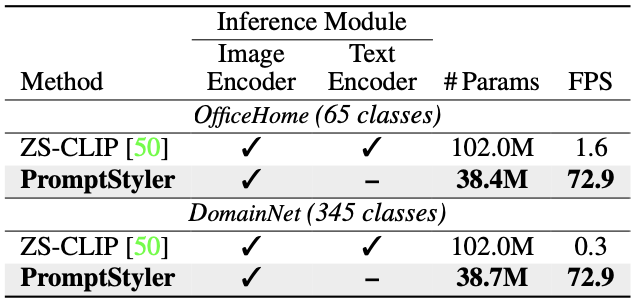 Inference Module
Image Text
Method Encoder Encoder # Params FPS
OfficeHome (65 classes)
ZS-CLIP [50] ✓ ✓ 102.0M 1.6
PromptStyler ✓ – 38.4M 72.9
DomainNet (345 classes)
ZS-CLIP [50] ✓ ✓ 102.0M 0.3
PromptStyler ✓ – 38.7M 72.9